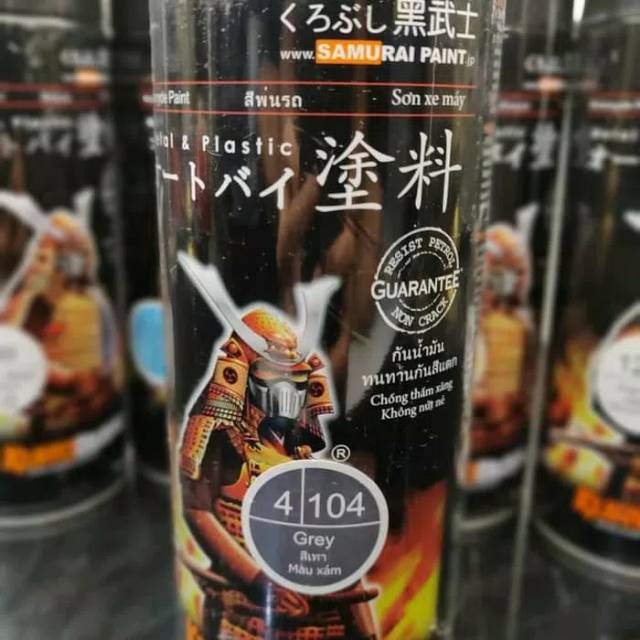 くろぶし黒武士
www.SAMURAI PAINT.jp
Paint สีพ่นรถ Sơn xe máy
& Plastic
ートバイ 塗料
RESIST PETROL
GUARANTEE
NON CRACK
กันน้ำมัน
ทนทานกันสีแตก
Chống thấm xăng
Không nứt nẻ
®
4 104
Grey
สีเทา
Màu xám